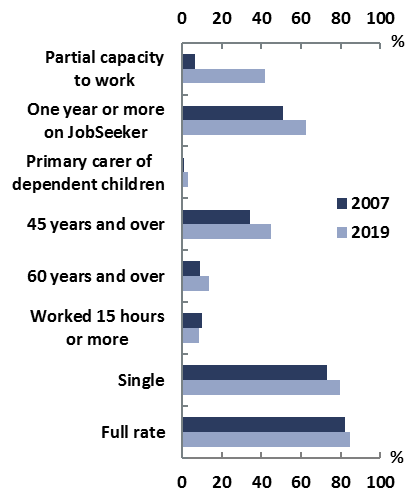 0 20 40 60 80 100
%
Partial capacity
to work
One year or more
on JobSeeker
Primary carer of
dependent children
45 years and over
60 years and over
Worked 15 hours
or more
Single
Full rate
2007
2019
%
0 20 40 60 80 100